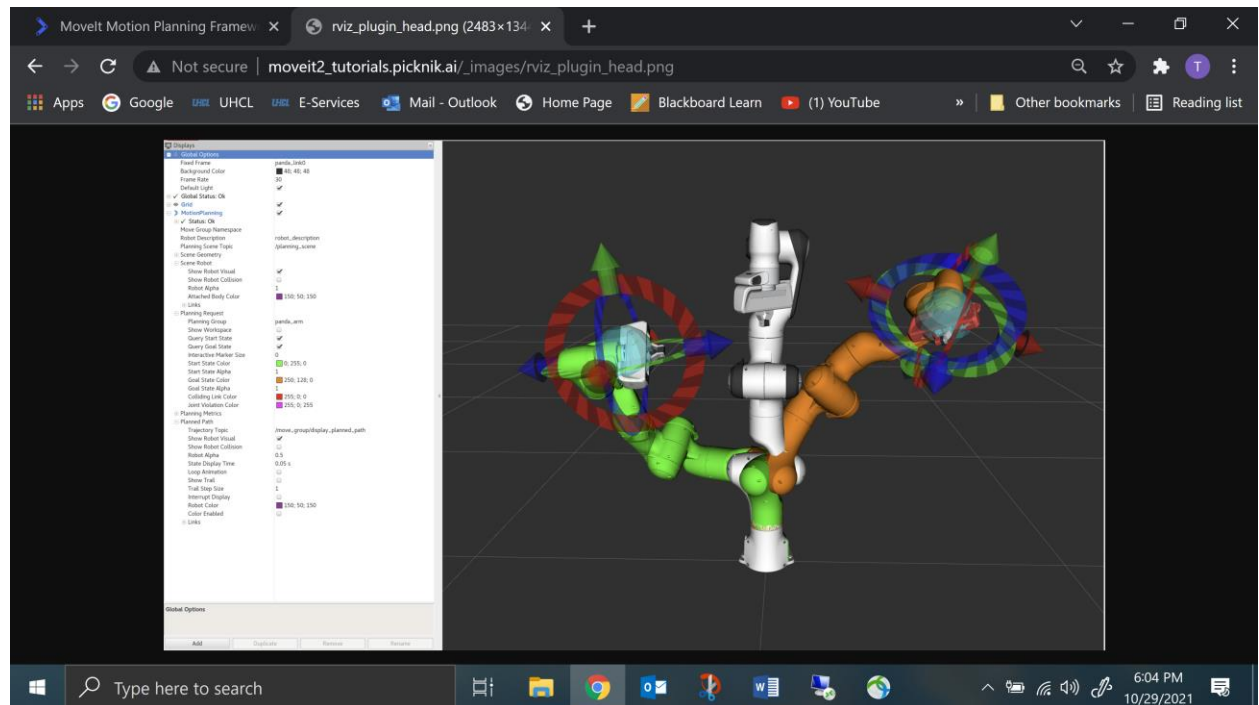 MoveIt Motion Planning Framew
rviz_plugin_head.png (2483×134
Not secure | moveit2_tutorials.picknik.ai/_images/rviz_plugin_head.png
T
Apps Google UHCL UHCL UHCL E-Services Mail - Outlook Home Page Blackboard Learn (1) YouTube » Other bookmarks Reading list
Displays
Global Options
Fixed Frame panda_link0
Background Color 48; 48; 48
Frame Rate 30
Default Light
Global Status: Ok
Grid
MotionPlanning
Status: Ok
Move Group Namespace
Robot Description robot_description
Planning Scene Topic /planning_scene
Scene Geometry
Scene Robot
Show Robot Visual
Show Robot Collision
Robot Alpha 1
Attached Body Color 150; 50; 150
Links
Planning Request
Planning Group panda_arm
Show Workspace
Query Start State
Query Goal State
Interactive Marker Size 0
Start State Color 0; 255; 0
Start State Alpha 1
Goal State Color 250; 128; 0
Goal State Alpha 1
Colliding Link Color 255; 0; 0
Joint Violation Color 255; 0; 255
Planning Metrics
Planned Path
Trajectory Topic /move_group/display_planned_path
Show Robot Visual
Show Robot Collision
Robot Alpha 0.5
State Display Time 0.05 s
Loop Animation
Show Trail
Trail Step Size 1
Interrupt Display
Robot Color 150; 50; 150
Color Enabled
Links
Global Options
Add Duplicate Remove Rename
Type here to search
6:04 PM
10/29/2021